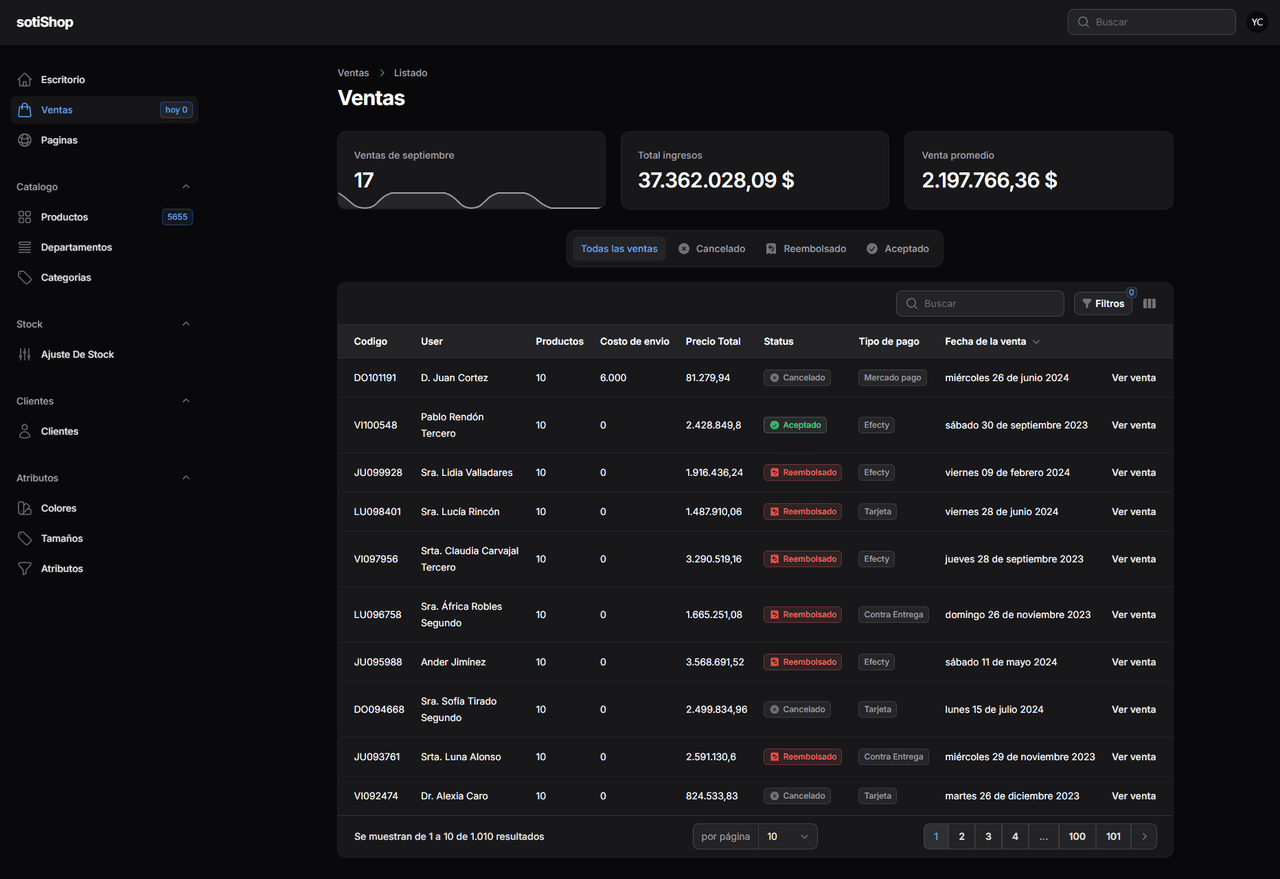 sotiShop
Buscar
YC
Escritorio
Ventas
hoy 0
Paginas
Catalogo
Productos
5655
Departamentos
Categorias
Stock
Ajuste De Stock
Clientes
Clientes
Atributos
Colores
Tamaños
Atributos
Ventas > Listado
Ventas
Ventas de septiembre
17
Total ingresos
37.362.028,09 $
Venta promedio
2.197.766,36 $
Todas las ventas Cancelado Reembolsado Aceptado
Buscar
Filtros
0
Codigo User Productos Costo de envio Precio Total Status Tipo de pago Fecha de la venta
DO101191 D. Juan Cortez 10 6.000 81.279,94 Cancelado Mercado pago miércoles 26 de junio 2024 Ver venta
VI100548 Pablo Rendón Tercero 10 0 2.428.849,8 Aceptado Efecty sábado 30 de septiembre 2023 Ver venta
JU099928 Sra. Lidia Valladares 10 0 1.916.436,24 Reembolsado Efecty viernes 09 de febrero 2024 Ver venta
LU098401 Sra. Lucía Rincón 10 0 1.487.910,06 Reembolsado Tarjeta viernes 28 de junio 2024 Ver venta
VI097956 Srta. Claudia Carvajal Tercero 10 0 3.290.519,16 Reembolsado Efecty jueves 28 de septiembre 2023 Ver venta
LU096758 Sra. África Robles Segundo 10 0 1.665.251,08 Reembolsado Contra Entrega domingo 26 de noviembre 2023 Ver venta
JU095988 Ander Jimínez 10 0 3.568.691,52 Reembolsado Efecty sábado 11 de mayo 2024 Ver venta
DO094668 Sra. Sofía Tirado Segundo 10 0 2.499.834,96 Cancelado Tarjeta lunes 15 de julio 2024 Ver venta
JU093761 Srta. Luna Alonso 10 0 2.591.130,6 Reembolsado Contra Entrega miércoles 29 de noviembre 2023 Ver venta
VI092474 Dr. Alexia Caro 10 0 824.533,83 Cancelado Tarjeta martes 26 de diciembre 2023 Ver venta
Se muestran de 1 a 10 de 1.010 resultados
por página 10
1 2 3 4 ... 100 101